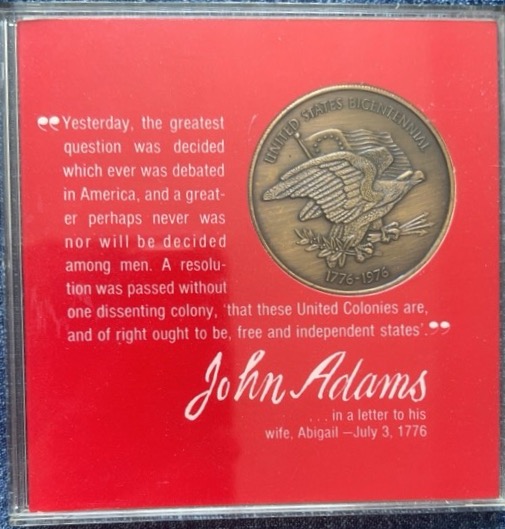 ❝Yesterday, the greatest
question was decided
which ever was debated
in America, and a great-
er perhaps never was
nor will be decided
among men. A resolu-
tion was passed without
one dissenting colony, 'that these United Colonies are,
and of right ought to be, free and independent states'.❞
UNITED STATES BICENTENNIAL
1776-1976
John Adams
...in a letter to his
wife, Abigail —July 3, 1776